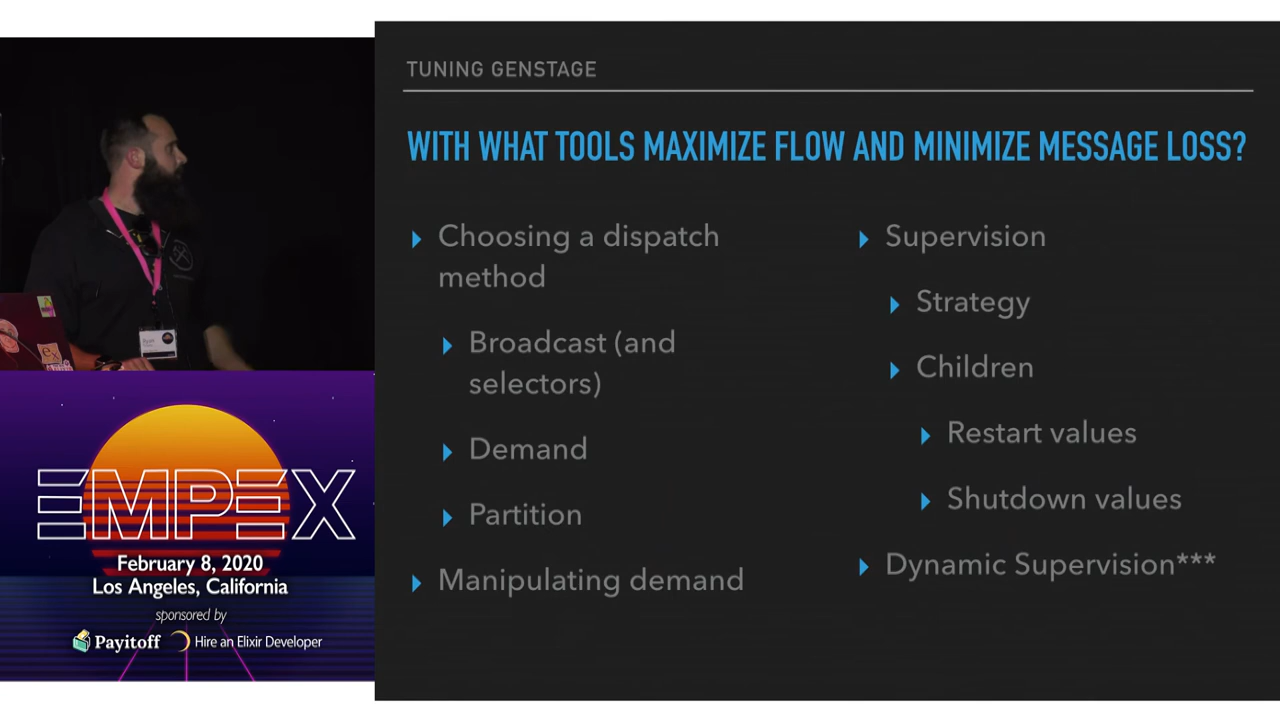 TUNING GENSTAGE
WITH WHAT TOOLS MAXIMIZE FLOW AND MINIMIZE MESSAGE LOSS?
Choosing a dispatch
method
Broadcast (and
selectors)
Demand
Partition
Manipulating demand
Supervision
Strategy
Children
Restart values
Shutdown values
Dynamic Supervision***
Ryan
EMPEX
February 8, 2020
Los Angeles, California
sponsored by
Payitoff
Hire an Elixir Developer